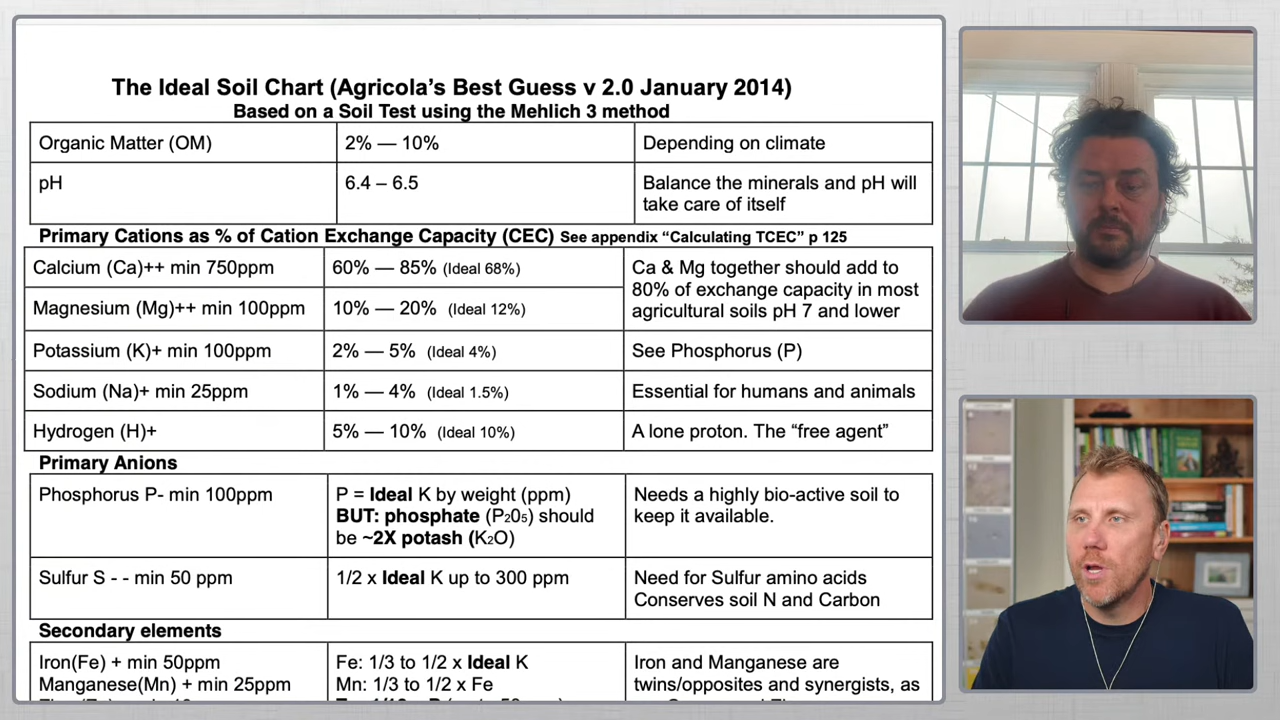 The Ideal Soil Chart (Agricola's Best Guess v 2.0 January 2014)
Based on a Soil Test using the Mehlich 3 method
Organic Matter (OM)
2% — 10%
Depending on climate
pH
6.4 – 6.5
Balance the minerals and pH will
take care of itself
Primary Cations as % of Cation Exchange Capacity (CEC) See appendix “Calculating TCEC” p 125
Calcium (Ca)++ min 750ppm
60% — 85% (Ideal 68%)
Ca & Mg together should add to
80% of exchange capacity in most
agricultural soils pH 7 and lower
Magnesium (Mg)++ min 100ppm
10% — 20% (Ideal 12%)
Potassium (K)+ min 100ppm
2% — 5% (Ideal 4%)
See Phosphorus (P)
Sodium (Na)+ min 25ppm
1% — 4% (Ideal 1.5%)
Essential for humans and animals
Hydrogen (H)+
5% — 10% (Ideal 10%)
A lone proton. The “free agent”
Primary Anions
Phosphorus P- min 100ppm
P = Ideal K by weight (ppm)
BUT: phosphate (P₂0₅) should
be ~2X potash (K₂O)
Needs a highly bio-active soil to
keep it available.
Sulfur S - - min 50 ppm
1/2 x Ideal K up to 300 ppm
Need for Sulfur amino acids
Conserves soil N and Carbon
Secondary elements
Iron(Fe) + min 50ppm
Manganese(Mn) + min 25ppm
Fe: 1/3 to 1/2 x Ideal K
Mn: 1/3 to 1/2 x Fe
Iron and Manganese are
twins/opposites and synergists, as